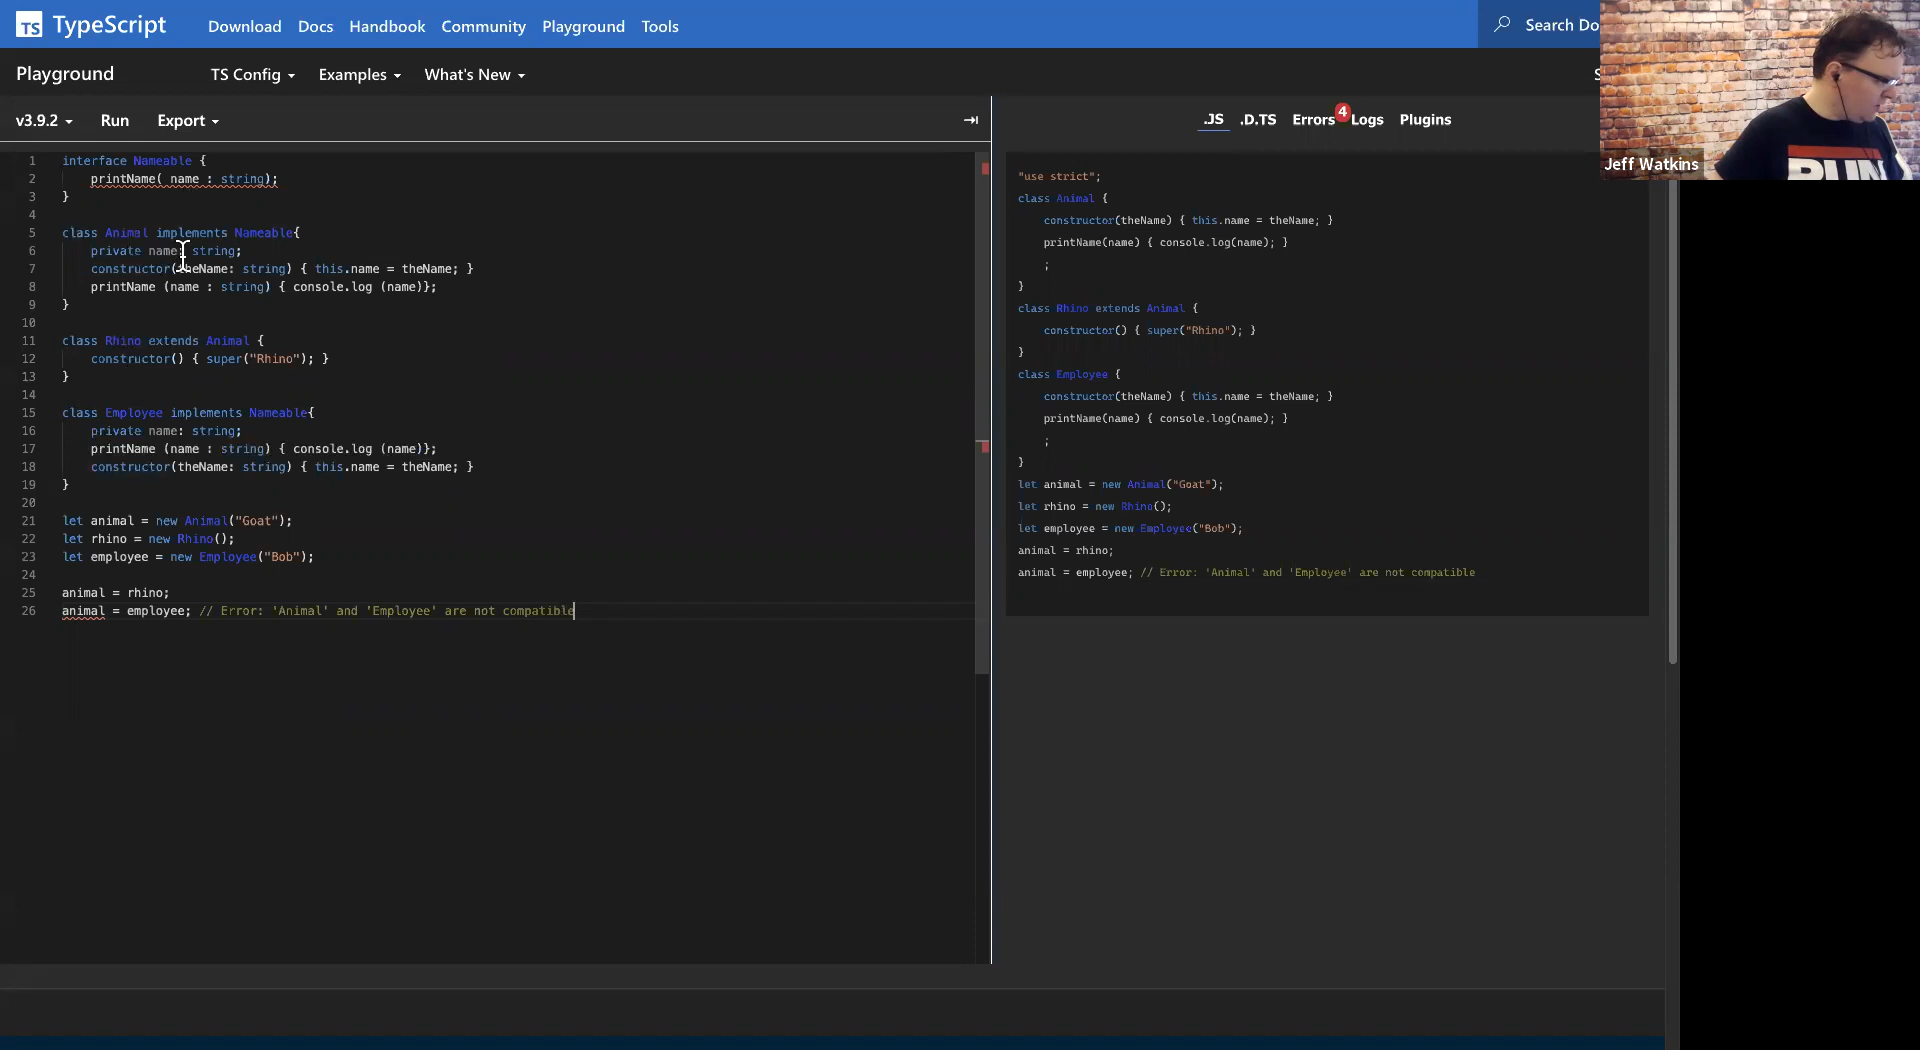 TS TypeScript Download Docs Handbook Community Playground Tools Search Do
Playground TS Config Examples What's New S
v3.9.2 Run Export
.JS .D.TS Errors 4 Logs Plugins
Jeff Watkins
RUN
1 interface Nameable {
2 printName( name : string);
3 }
4
5 class Animal implements Nameable{
6 private name: string;
7 constructor(theName: string) { this.name = theName; }
8 printName (name : string) { console.log (name)};
9 }
10
11 class Rhino extends Animal {
12 constructor() { super("Rhino"); }
13 }
14
15 class Employee implements Nameable{
16 private name: string;
17 printName (name : string) { console.log (name)};
18 constructor(theName: string) { this.name = theName; }
19 }
20
21 let animal = new Animal("Goat");
22 let rhino = new Rhino();
23 let employee = new Employee("Bob");
24
25 animal = rhino;
26 animal = employee; // Error: 'Animal' and 'Employee' are not compatible
"use strict";
class Animal {
constructor(theName) { this.name = theName; }
printName(name) { console.log(name); }
;
}
class Rhino extends Animal {
constructor() { super("Rhino"); }
}
class Employee {
constructor(theName) { this.name = theName; }
printName(name) { console.log(name); }
;
}
let animal = new Animal("Goat");
let rhino = new Rhino();
let employee = new Employee("Bob");
animal = rhino;
animal = employee; // Error: 'Animal' and 'Employee' are not compatible